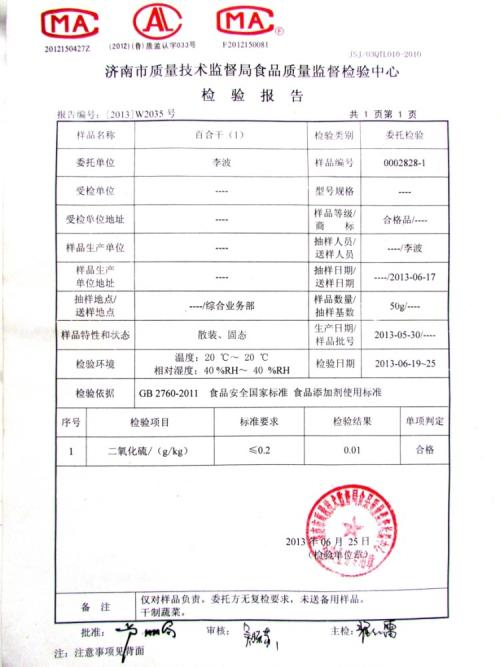 MA
AL
MA
2012150427Z
(2012)(鲁)质监认字033号
F2012150081
JSJ/03QTL010-2010
济南市质量技术监督局食品质量监督检验中心
检 验 报 告
报告编号: [2013]W2035 号 共 1 页第 1 页
样品名称 百合干（1） 检验类别 委托检验
委托单位 李波 样品编号 0002828-1
受检单位 ---- 型号规格 ----
受检单位地址 ---- 样品等级/商 标 合格品/----
样品生产单位 ---- 抽样人员/送样人员 ----/李波
样品生产单位地址 ---- 抽样日期/送样日期 ----/2013-06-17
抽样地点/送样地点 ----/综合业务部 样品数量/抽样基数 50g/----
样品特性和状态 散装、固态 生产日期/样品批号 2013-05-30/----
检验环境 温度: 20 ℃～ 20 ℃ 检验日期 2013-06-19~25
相对湿度: 40 %RH～ 40 %RH
检验依据 GB 2760-2011 食品安全国家标准 食品添加剂使用标准
序号 检验项目 标准要求 检验结果 单项判定
1 二氧化硫/（g/kg） ≤0.2 0.01 合格
2013 年 06 月 25 日
(检验单位章)
备 注 仅对样品负责。委托方无复检要求，未送备用样品。
干制蔬菜。
批准: 审核: 主检:
注: 注意事项见背面